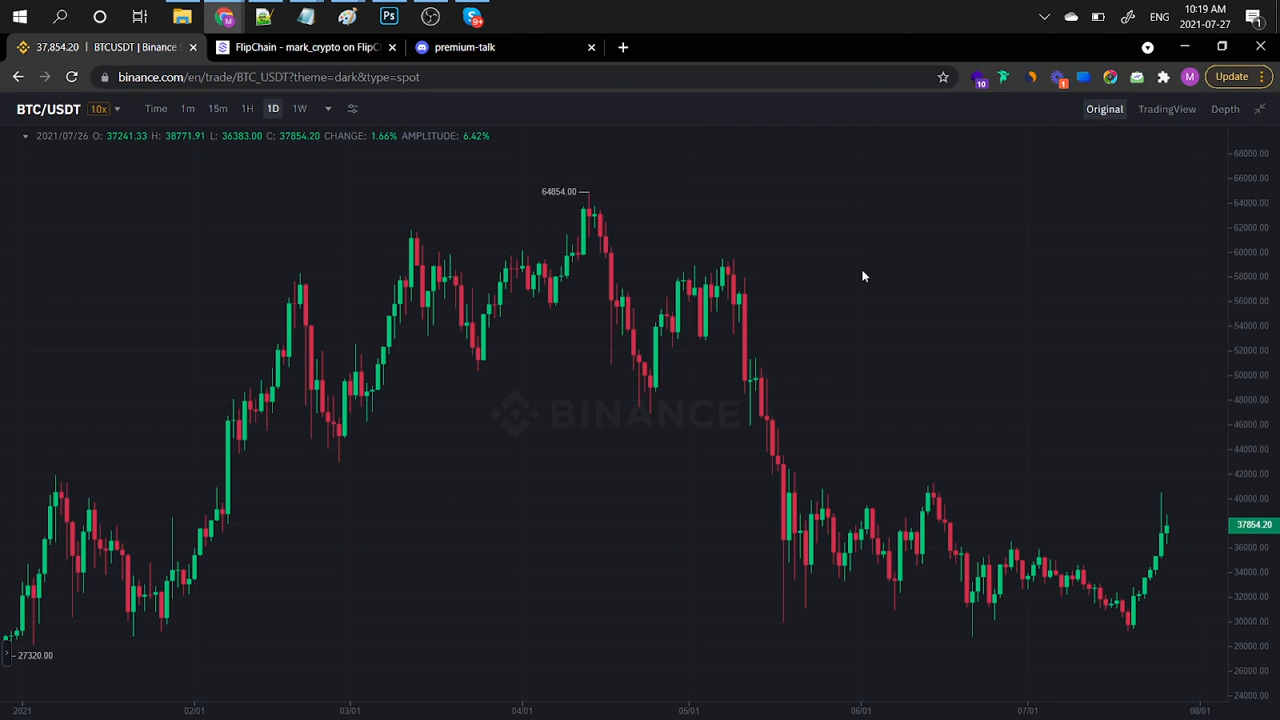 10:19 AM
ENG
2021-07-27
1
Ps
9+
37,854.20 | BTCUSDT | Binance
FlipChain - mark_crypto on FlipC
premium-talk
binance.com/en/trade/BTC_USDT?theme=dark&type=spot
10
1
M
Update
BTC/USDT 10x Time 1m 15m 1H 1D 1W
Original TradingView Depth
2021/07/26 O: 37241.33 H: 38771.91 L: 36383.00 C: 37854.20 CHANGE: 1.66% AMPLITUDE: 6.42%
68000.00
66000.00
64854.00
64000.00
62000.00
60000.00
58000.00
56000.00
54000.00
52000.00
50000.00
48000.00
BINANCE
46000.00
44000.00
42000.00
40000.00
37854.20
36000.00
34000.00
32000.00
30000.00
28000.00
27320.00
26000.00
24000.00
2021 02/01 03/01 04/01 05/01 06/01 07/01 08/01